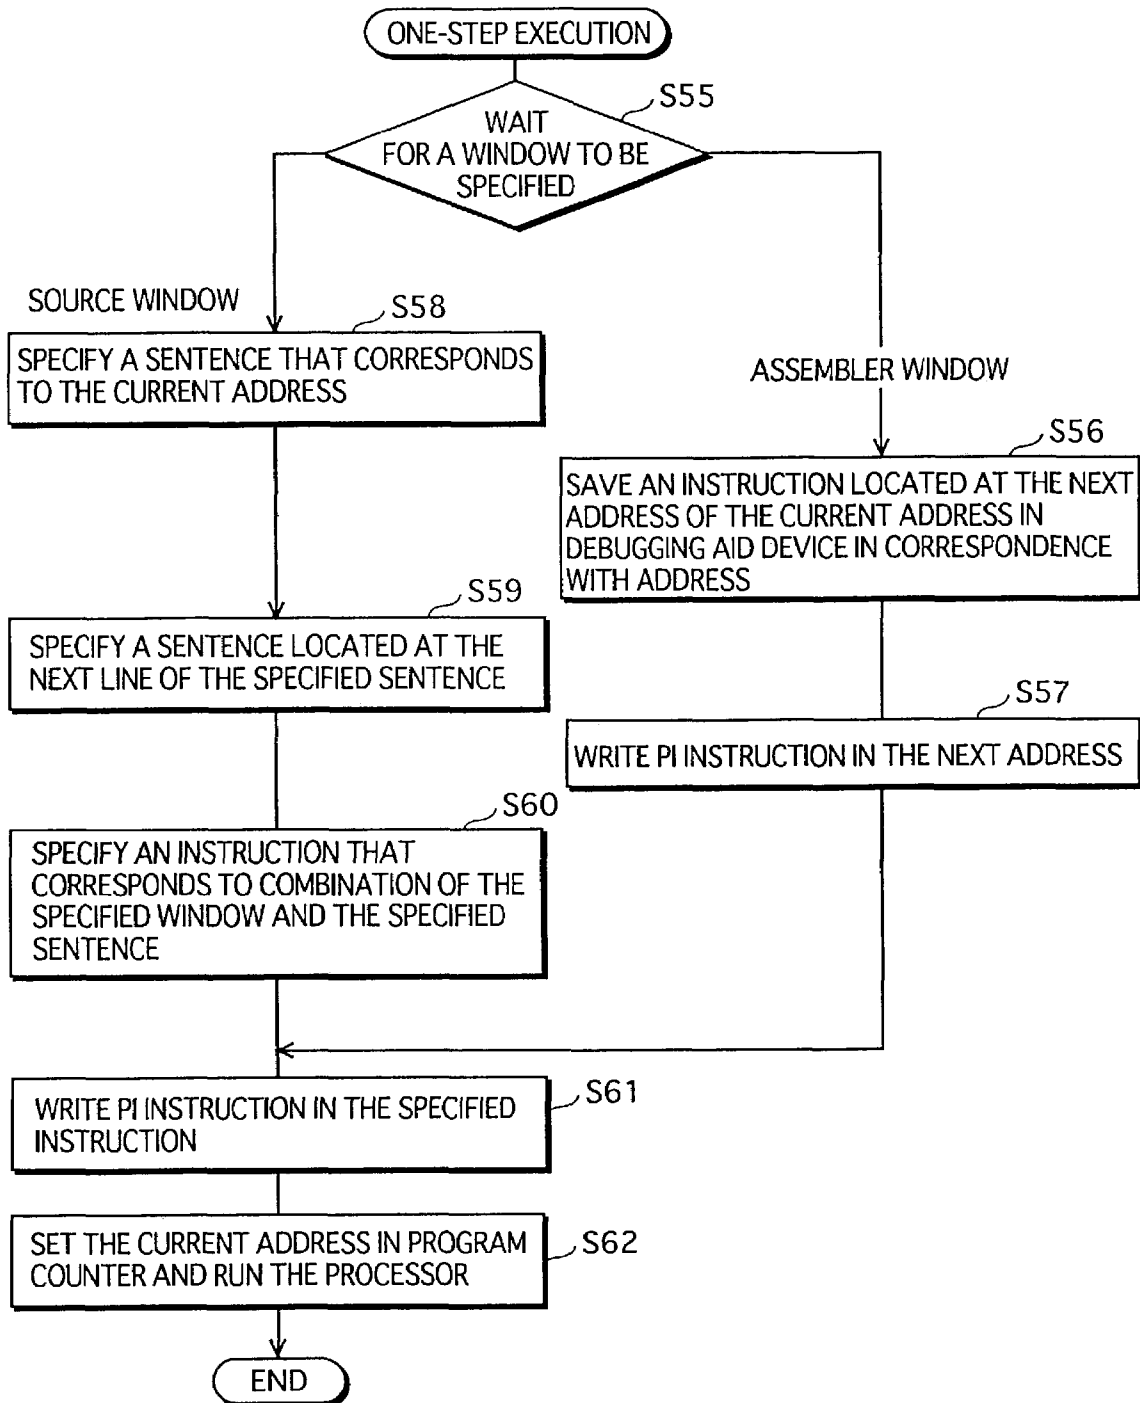 ONE-STEP EXECUTION
S55
WAIT
FOR A WINDOW TO BE
SPECIFIED
SOURCE WINDOW
S58
SPECIFY A SENTENCE THAT CORRESPONDS
TO THE CURRENT ADDRESS
ASSEMBLER WINDOW
S56
SAVE AN INSTRUCTION LOCATED AT THE NEXT
ADDRESS OF THE CURRENT ADDRESS IN
DEBUGGING AID DEVICE IN CORRESPONDENCE
WITH ADDRESS
S59
SPECIFY A SENTENCE LOCATED AT THE
NEXT LINE OF THE SPECIFIED SENTENCE
S57
WRITE PI INSTRUCTION IN THE NEXT ADDRESS
S60
SPECIFY AN INSTRUCTION THAT
CORRESPONDS TO COMBINATION OF THE
SPECIFIED WINDOW AND THE SPECIFIED
SENTENCE
WRITE PI INSTRUCTION IN THE SPECIFIED
INSTRUCTION
S61
SET THE CURRENT ADDRESS IN PROGRAM
COUNTER AND RUN THE PROCESSOR
S62
END